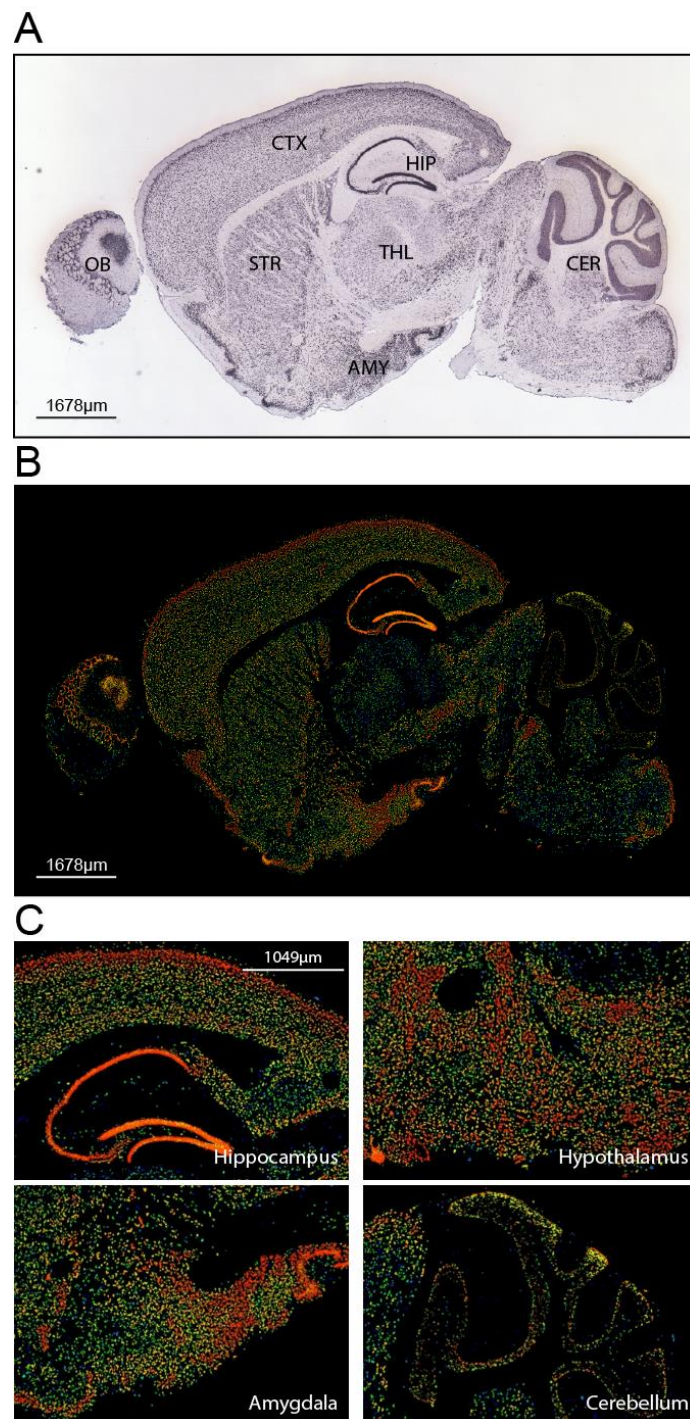 A
CTX
HIP
OB
STR
THL
CER
AMY
1678µm
B
1678µm
C
1049µm
Hippocampus
Hypothalamus
Amygdala
Cerebellum